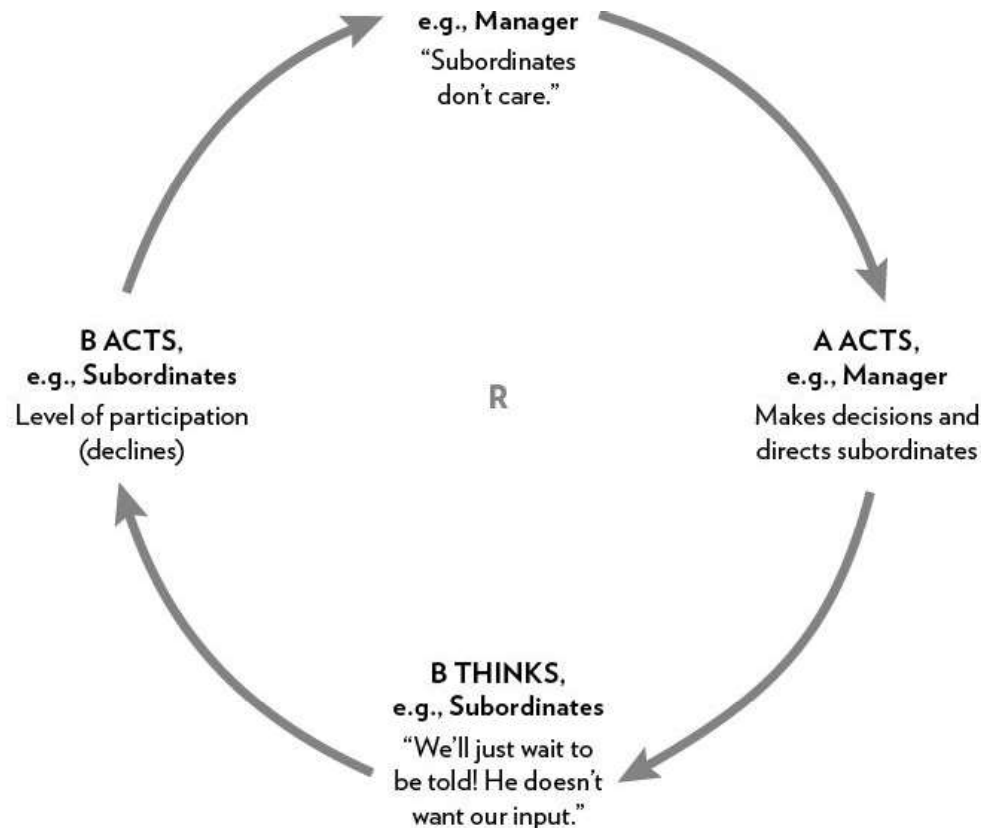 e.g., Manager
“Subordinates
don’t care.”
A ACTS,
e.g., Manager
Makes decisions and
directs subordinates
B THINKS,
e.g., Subordinates
“We’ll just wait to
be told! He doesn’t
want our input.”
B ACTS,
e.g., Subordinates
Level of participation
(declines)
R